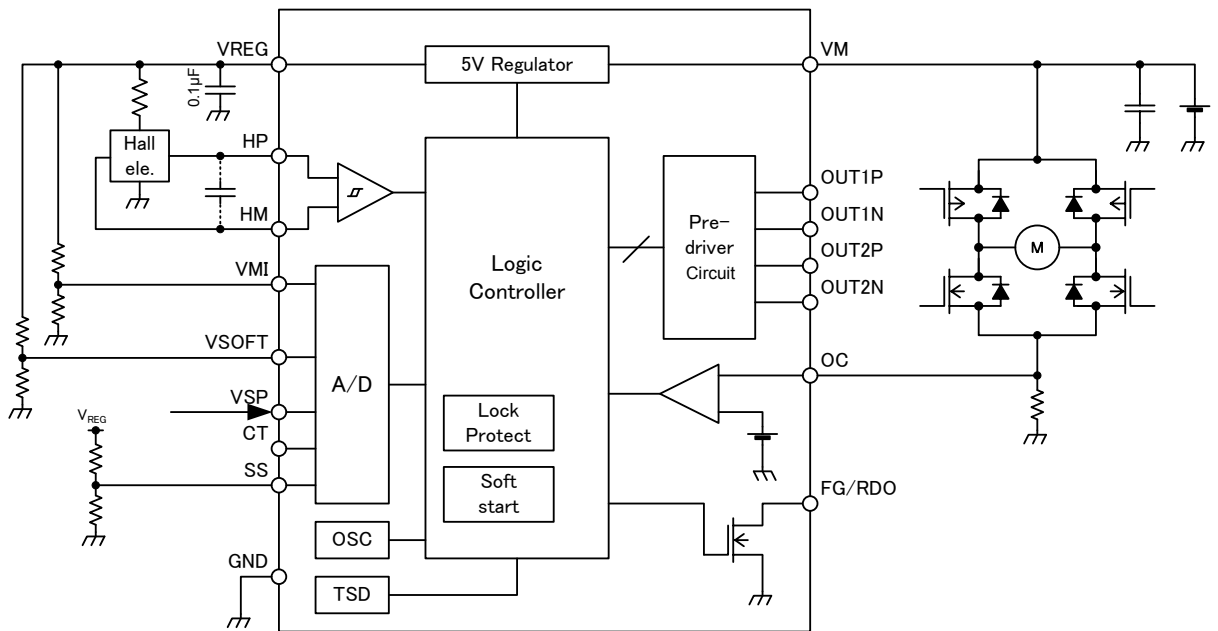 VREG
5V Regulator
VM
0.1μF
Hall
ele.
HP
HM
VMI
VSOFT
VSP
CT
SS
VREG
GND
A/D
OSC
TSD
Logic
Controller
Lock
Protect
Soft
start
Pre-
driver
Circuit
OUT1P
OUT1N
OUT2P
OUT2N
M
OC
FG/RDO